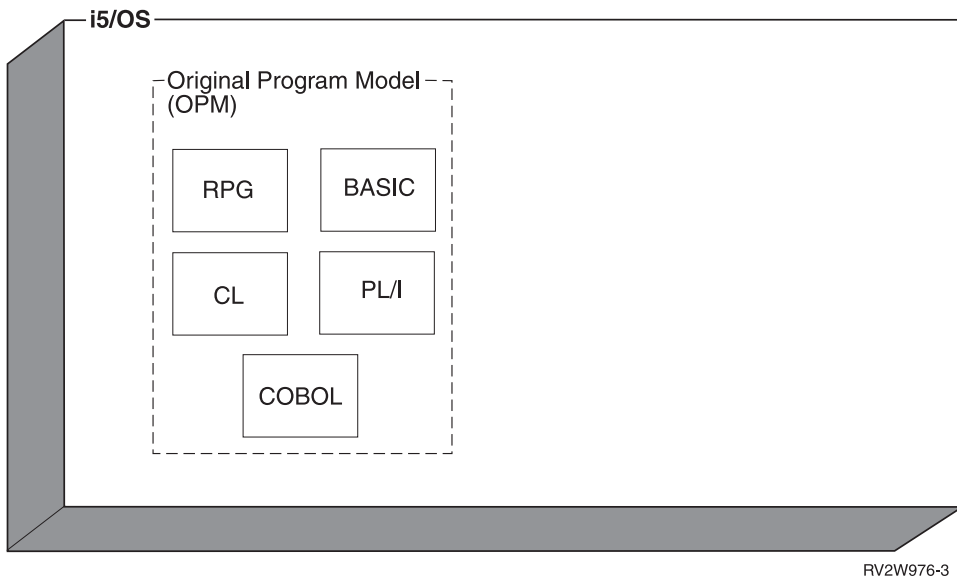 i5/OS
Original Program Model
(OPM)
RPG
BASIC
CL
PL/I
COBOL
RV2W976-3